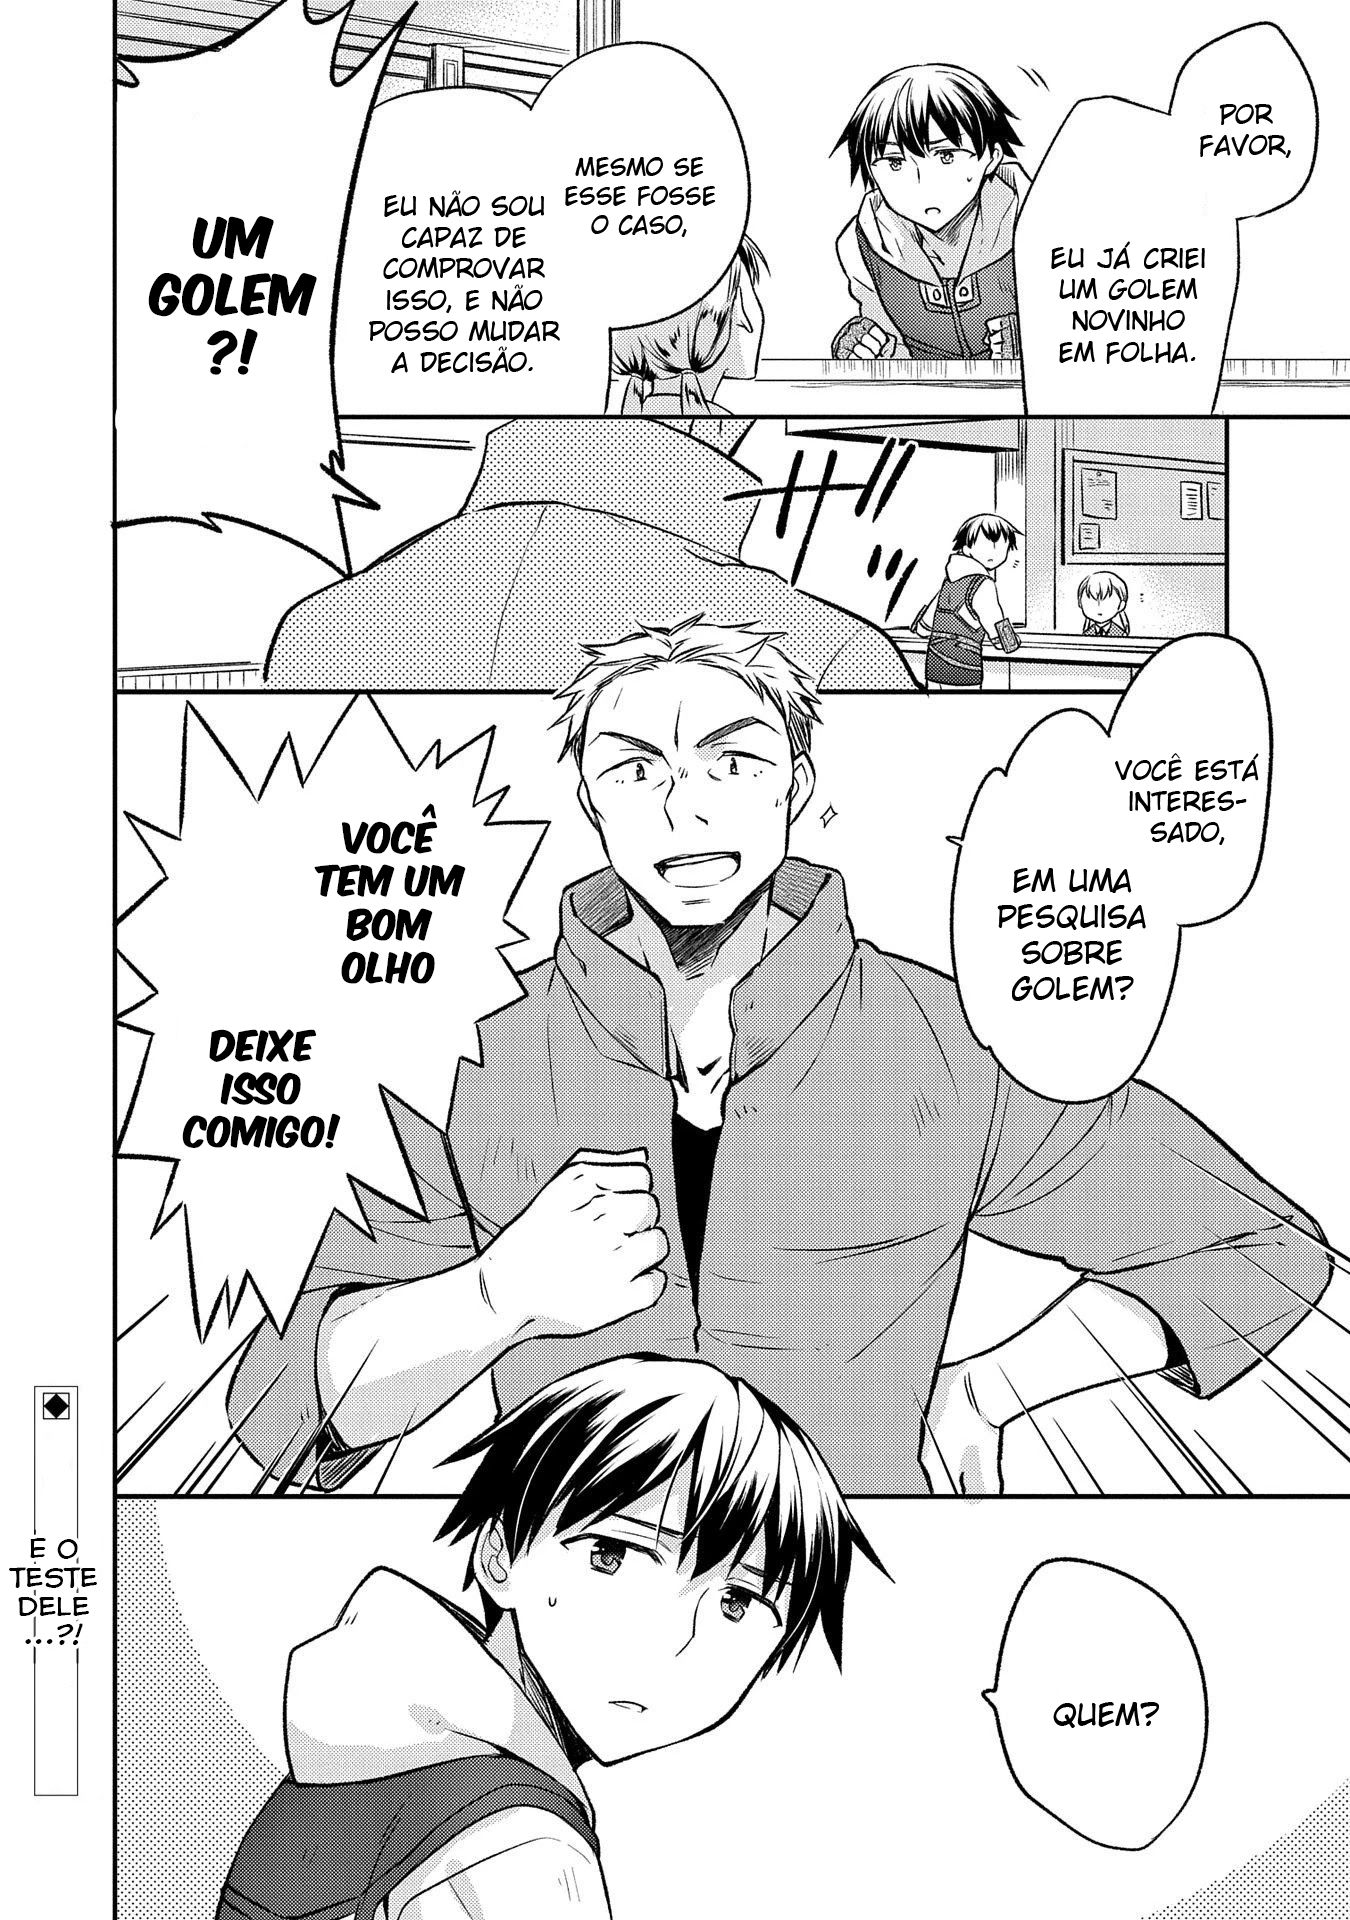 POR
FAVOR,
EU JÁ CRIEI
UM GOLEM
NOVINHO
EM FOLHA.
MESMO SE
ESSE FOSSE
O CASO,
EU NÃO SOU
CAPAZ DE
COMPROVAR
ISSO, E NÃO
POSSO MUDAR
A DECISÃO.
UM
GOLEM
?!
VOCÊ ESTÁ
INTERES-
SADO,
EM UMA
PESQUISA
SOBRE
GOLEM?
VOCÊ
TEM UM
BOM
OLHO
DEIXE
ISSO
COMIGO!
QUEM?
E O
TESTE
DELE
...?!